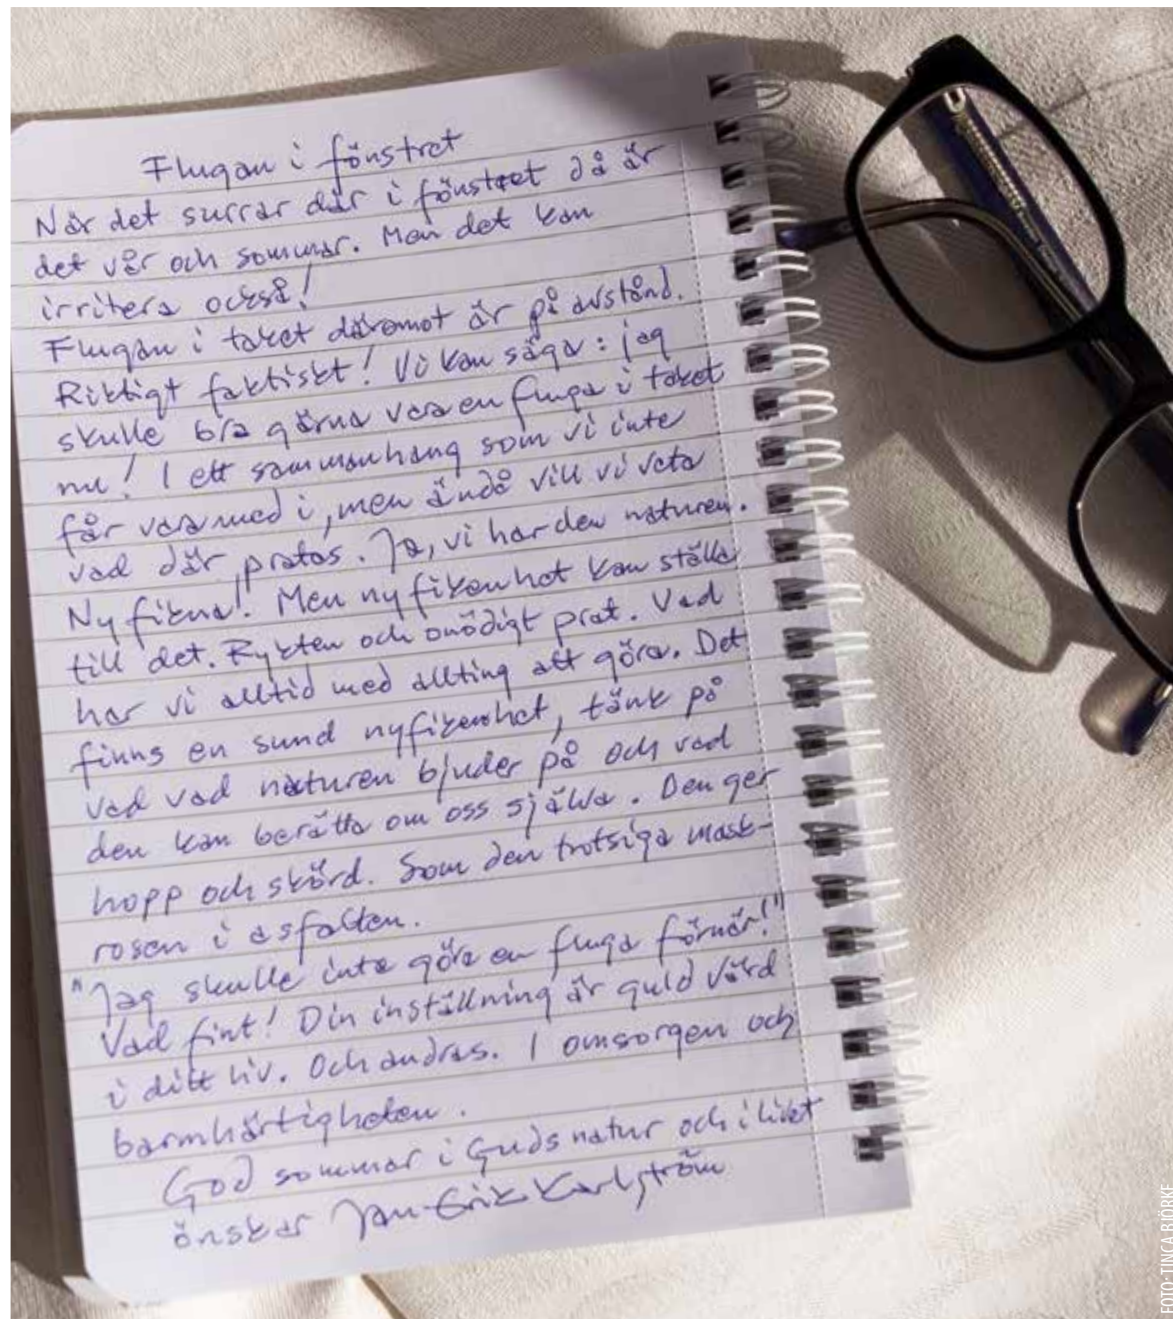 Flugan i fönstret
När det surrar där i fönstret då är
det vår och sommar. Men det kan
irritera också!
Flugan i taket däremot är på avstånd.
Riktigt faktiskt! Vi kan säga: jag
skulle bra gärna vara en fluga i taket
nu! I ett sammanhang som vi inte
får vara med i, men ändå vill vi veta
vad där pratas. Ja, vi har den naturen.
Nyfikna! Men nyfikenhet kan ställa
till det. Rykten och onödigt prat. Vad
har vi alltid med allting att göra. Det
finns en sund nyfikenhet, tänk på
vad vad naturen bjuder på och vad
den kan berätta om oss själva. Den ger
hopp och skörd. Som den trotsiga mask-
rosen i asfalten.
"Jag skulle inte göra en fluga förnär!"
Vad fint! Din inställning är guld värd
i ditt liv. Och andras. I omsorgen och
barmhärtigheten.
God sommar i Guds natur och i livet
önskar Jan-Erik Karlström
FOTO: TINCA BJÖRKE